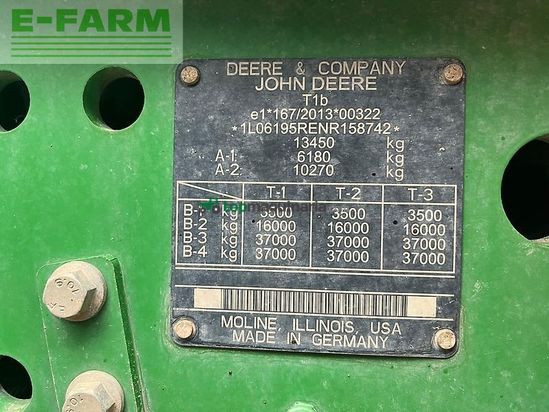 E-FARM
DEERE & COMPANY
JOHN DEERE
T1b
e1*167/2013*00322
*1L06195RENR158742*
13450 kg
A-1: 6180 kg
A-2: 10270 kg
T-1 T-2 T-3
B-1 kg 3500 3500 3500
B-2 kg 16000 16000 16000
B-3 kg 37000 37000 37000
B-4 kg 37000 37000 37000
MOLINE, ILLINOIS, USA
MADE IN GERMANY
10.9